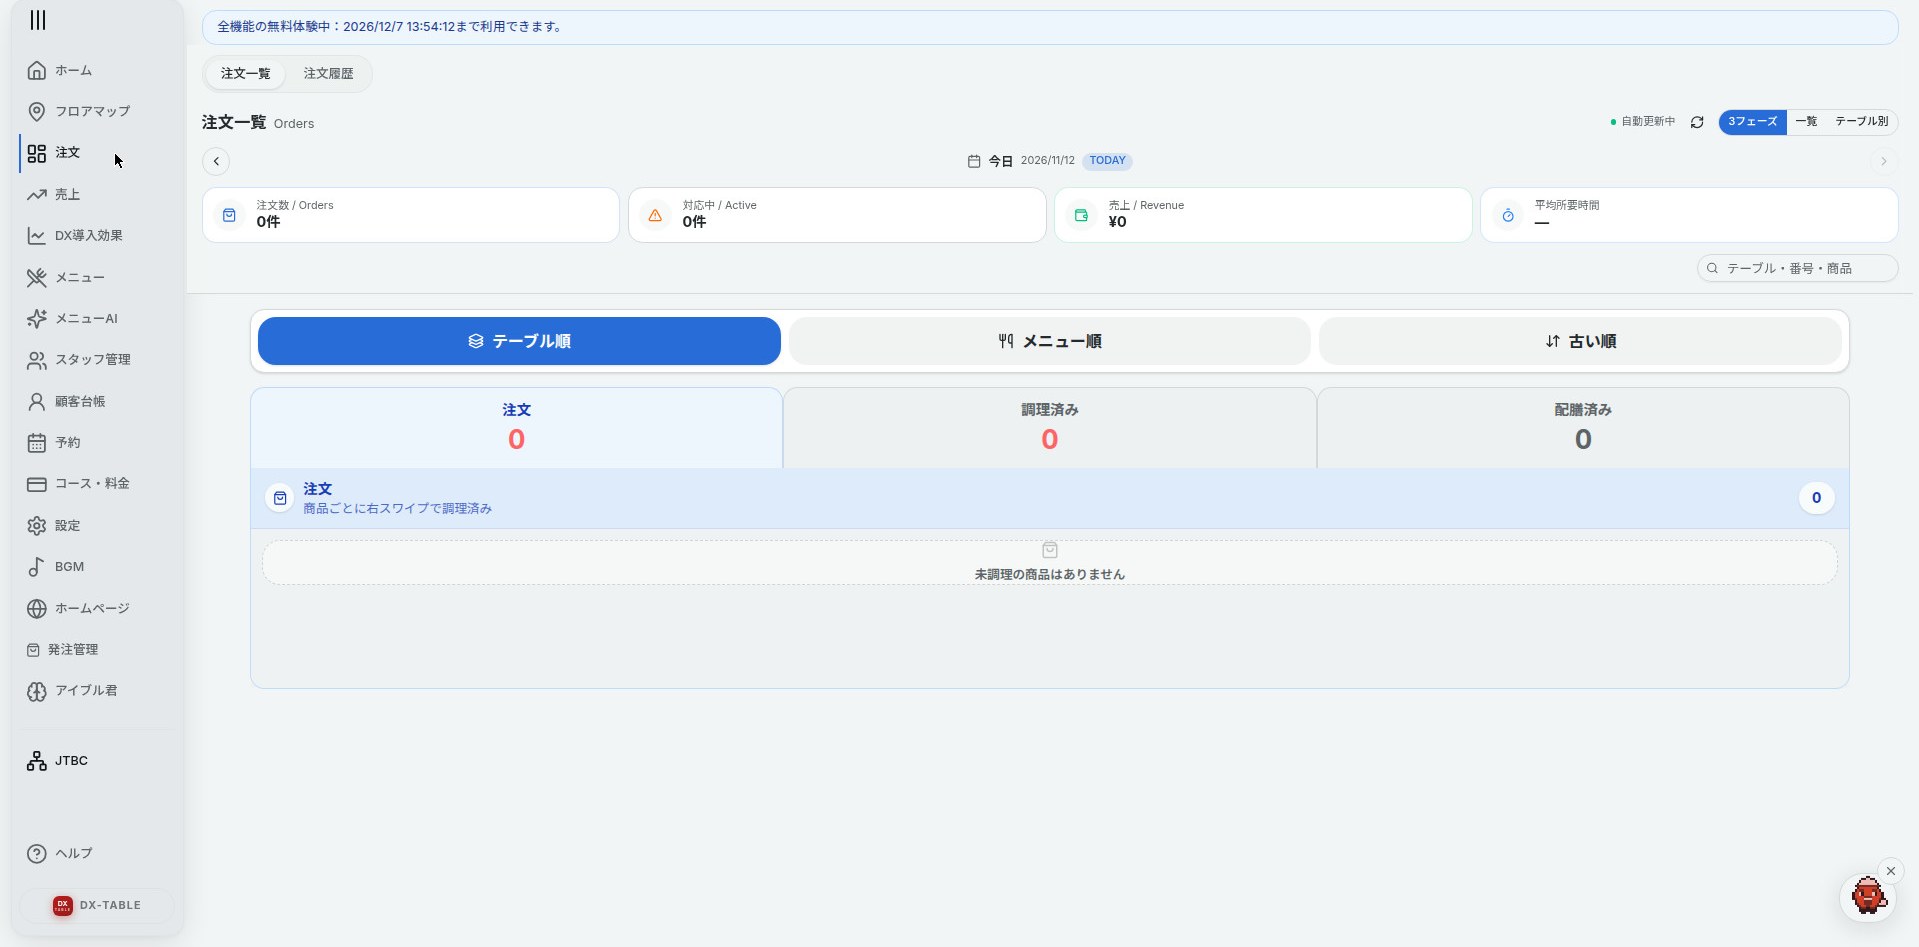 全機能の無料体験中：2026/12/7 13:54:12まで利用できます。
ホーム
フロアマップ
注文
売上
DX導入効果
メニュー
メニューAI
スタッフ管理
顧客台帳
予約
コース・料金
設定
BGM
ホームページ
発注管理
アイブル君
JTBC
ヘルプ
DX-TABLE
注文一覧 注文履歴
注文一覧 Orders
自動更新中 3フェーズ 一覧 テーブル別
今日 2026/11/12 TODAY
注文数 / Orders
0件
対応中 / Active
0件
売上 / Revenue
¥0
平均所要時間
—
テーブル・番号・商品
テーブル順 メニュー順 古い順
注文 調理済み 配膳済み
0 0 0
注文
商品ごとに右スワイプで調理済み
0
未調理の商品はありません